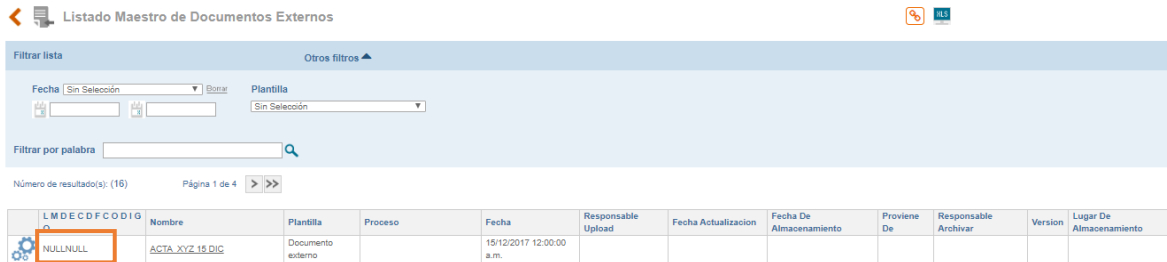 Listado Maestro de Documentos Externos
XLS
Filtrar lista
Otros filtros
Fecha Sin Selección Borrar Plantilla
Sin Selección
Filtrar por palabra
Número de resultado(s): (16) Página 1 de 4 > >>
L M D E C D F C O D I G O
Nombre
Plantilla
Proceso
Fecha
Responsable
Upload
Fecha Actualizacion
Fecha De
Almacenamiento
Proviene
De
Responsable
Archivar
Version
Lugar De
Almacenamiento
NULLNULL
ACTA XYZ 15 DIC
Documento
externo
15/12/2017 12:00:00
a.m.